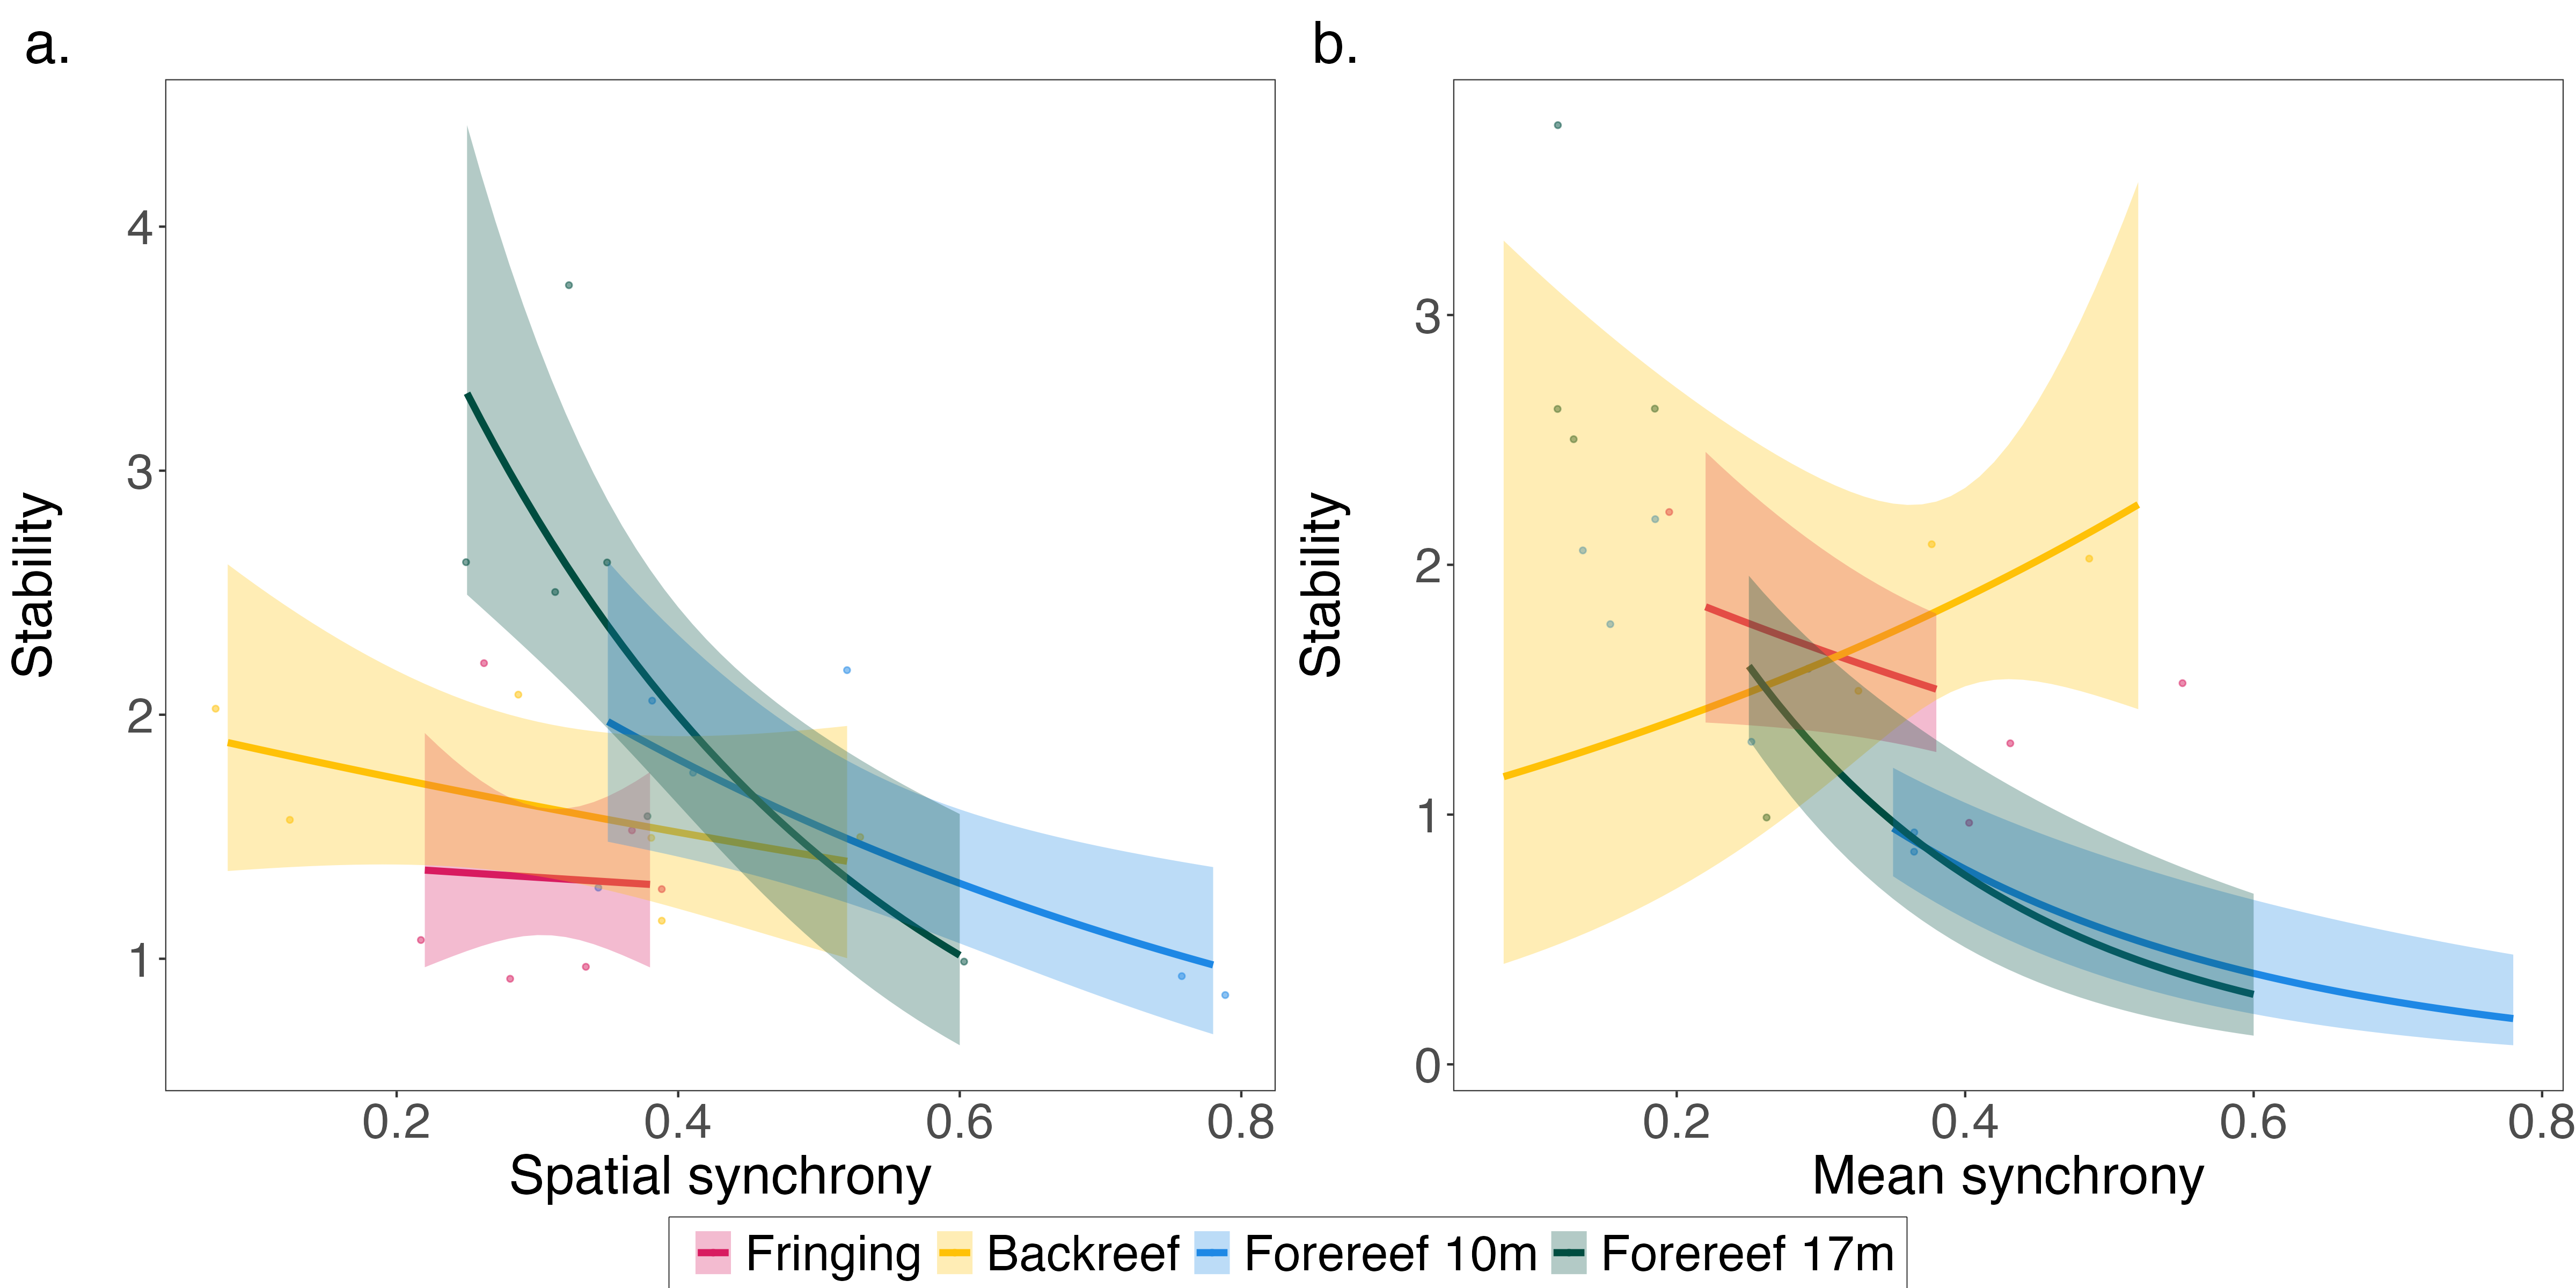 a.
b.
Stability
4
3
2
1
0.2 0.4 0.6 0.8
Spatial synchrony
Stability
3
2
1
0
0.2 0.4 0.6 0.8
Mean synchrony
Fringing Backreef Forereef 10m Forereef 17m